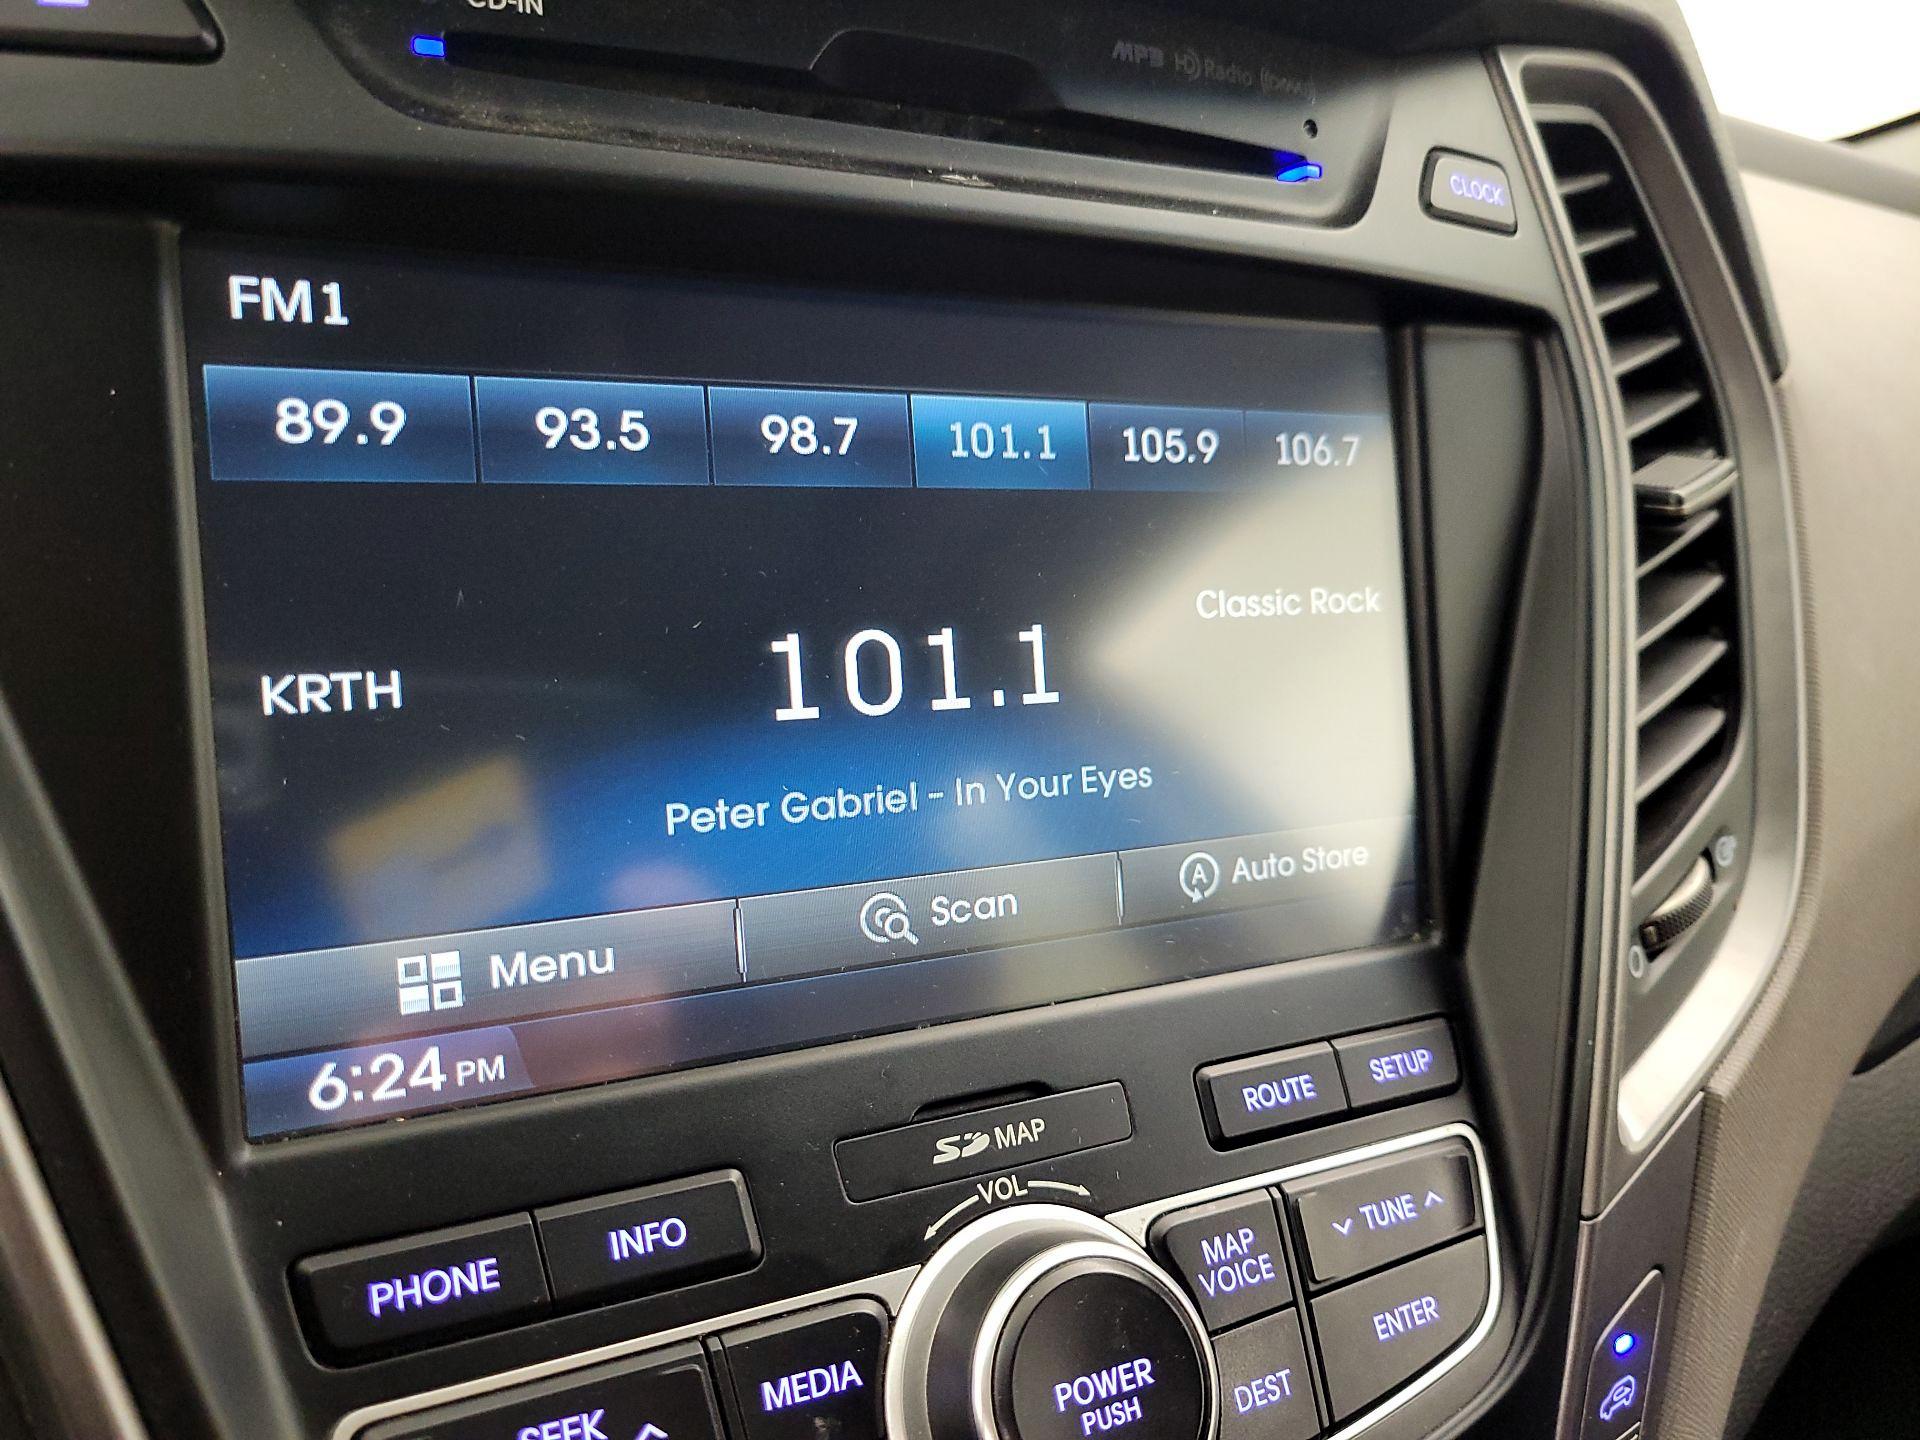 CD-IN
MP3 HD Radio
CLOCK
FM1
89.9 93.5 98.7 101.1 105.9 106.7
Classic Rock
KRTH 101.1
Peter Gabriel - In Your Eyes
Menu Scan A Auto Store
6:24 PM
ROUTE SETUP
SD MAP
VOL
PHONE INFO
MAP VOICE
TUNE
ENTER
SEEK MEDIA
POWER
PUSH
DEST
0